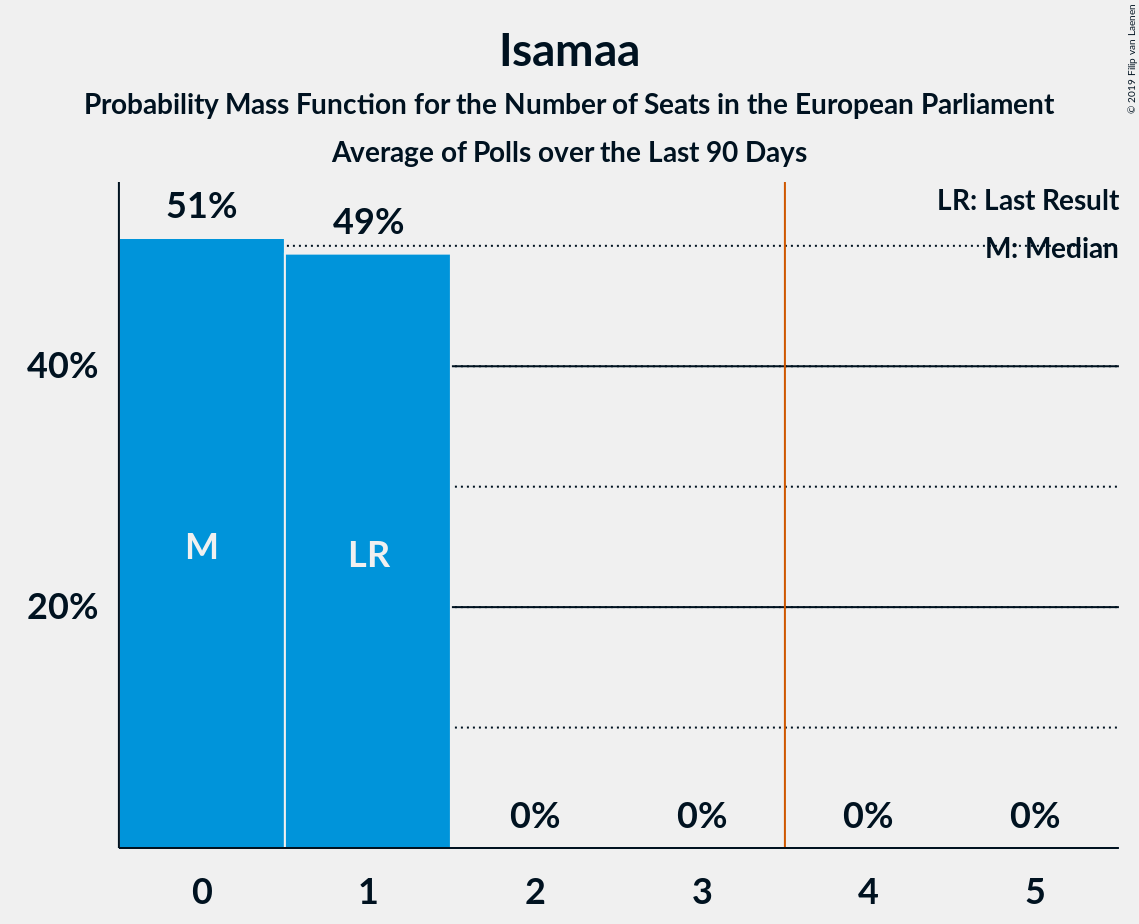 Isamaa
Probability Mass Function for the Number of Seats in the European Parliament
Average of Polls over the Last 90 Days
© 2019 Filip van Laenen
LR: Last Result
M: Median
51%
49%
40%
20%
M
LR
0%
0%
0%
0%
0
1
2
3
4
5